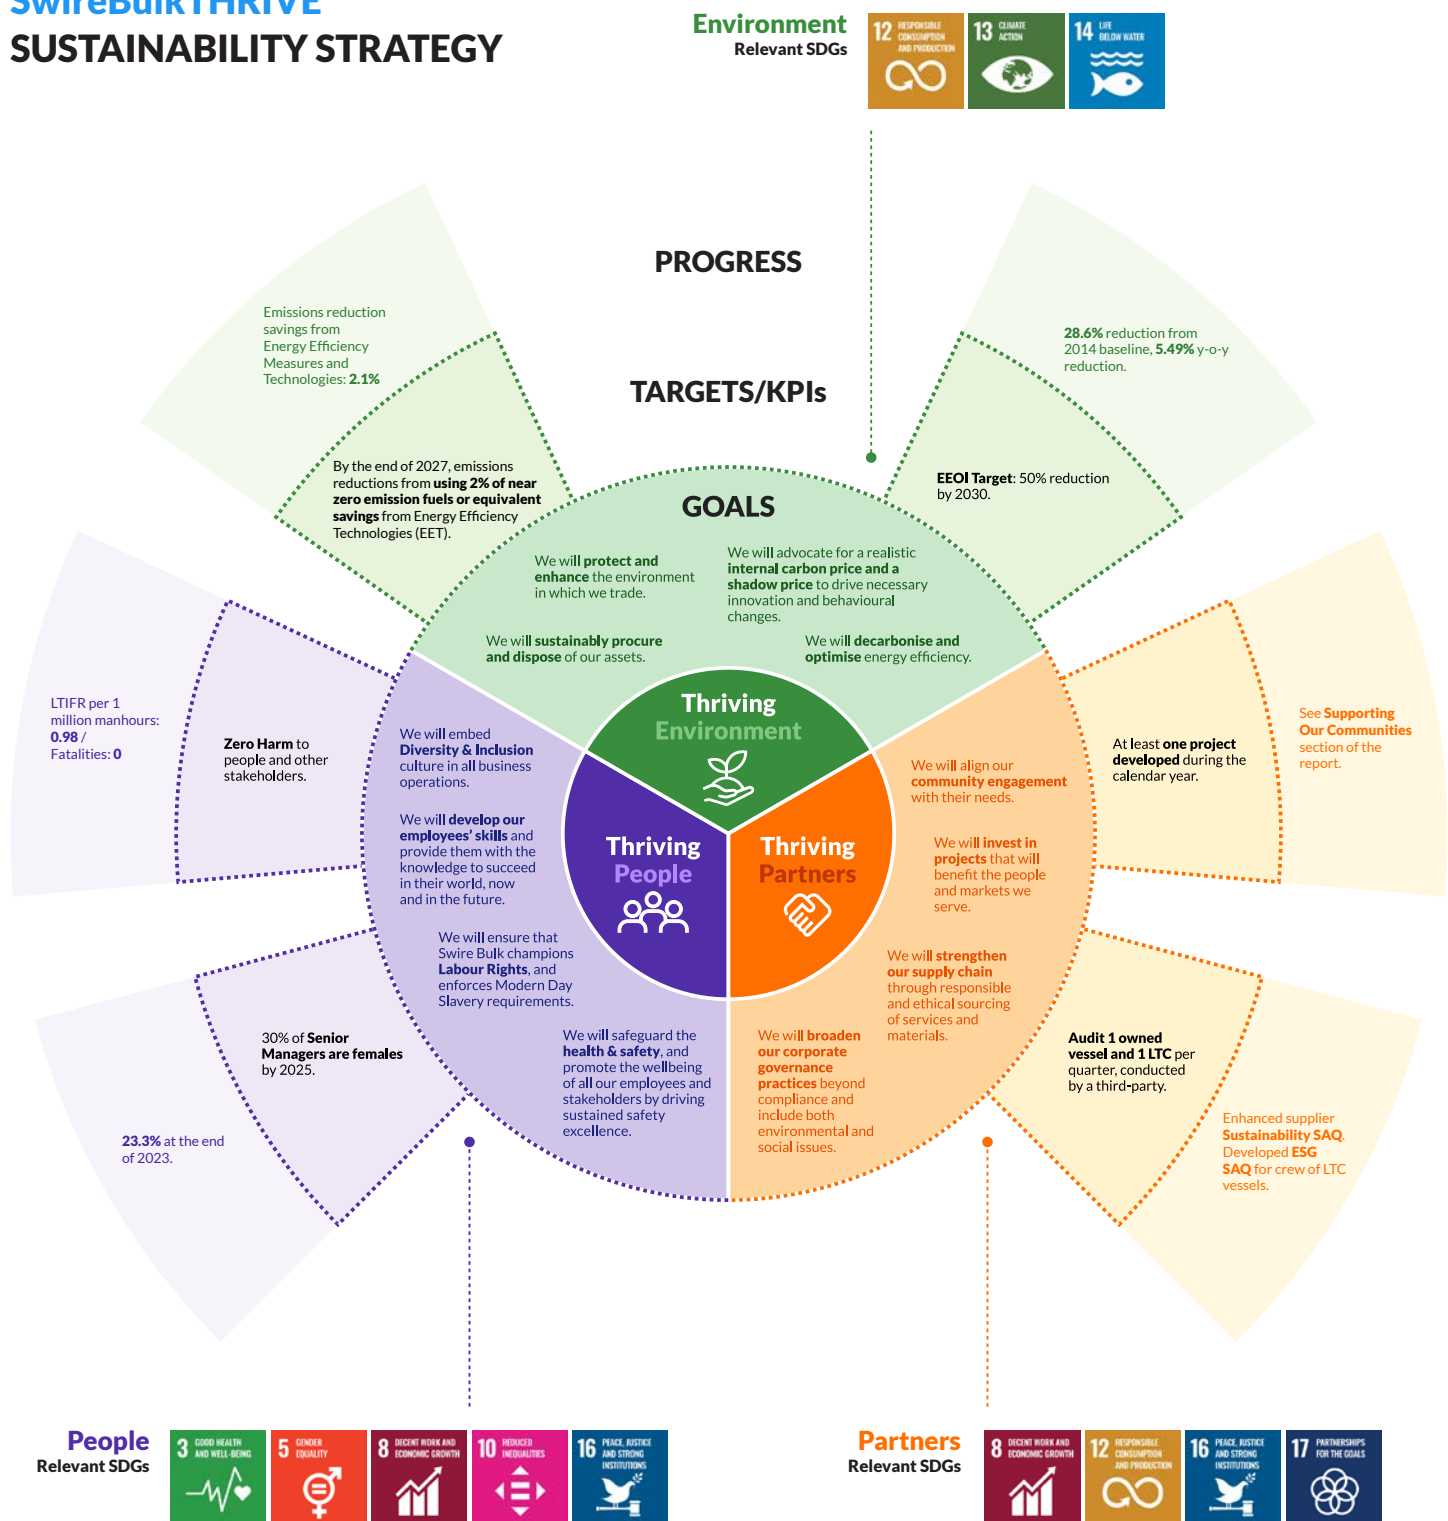 SwireBulkTHRIVE
SUSTAINABILITY STRATEGY
Environment
Relevant SDGs
12 RESPONSIBLE
CONSUMPTION
AND PRODUCTION
13 CLIMATE
ACTION
14 LIFE
BELOW WATER
PROGRESS
Emissions reduction
savings from
Energy Efficiency
Measures and
Technologies: 2.1%
28.6% reduction from
2014 baseline, 5.49% y-o-y
reduction.
TARGETS/KPIs
By the end of 2027, emissions
reductions from using 2% of near
zero emission fuels or equivalent
savings from Energy Efficiency
Technologies (EET).
EEOI Target: 50% reduction
by 2030.
GOALS
We will protect and
enhance the environment
in which we trade.
We will advocate for a realistic
internal carbon price and a
shadow price to drive necessary
innovation and behavioural
changes.
We will sustainably procure
and dispose of our assets.
We will decarbonise and
optimise energy efficiency.
Thriving
Environment
LTIFR per 1
million manhours:
0.98 /
Fatalities: 0
Zero Harm to
people and other
stakeholders.
We will embed
Diversity & Inclusion
culture in all business
operations.
We will develop our
employees’ skills and
provide them with the
knowledge to succeed
in their world, now
and in the future.
We will ensure that
Swire Bulk champions
Labour Rights, and
enforces Modern Day
Slavery requirements.
We will safeguard the
health & safety, and
promote the wellbeing
of all our employees and
stakeholders by driving
sustained safety
excellence.
Thriving
People
Thriving
Partners
We will align our
community engagement
with their needs.
We will invest in
projects that will
benefit the people
and markets we
serve.
We will strengthen
our supply chain
through responsible
and ethical sourcing
of services and
materials.
We will broaden
our corporate
governance
practices beyond
compliance and
include both
environmental and
social issues.
At least one project
developed during the
calendar year.
See Supporting
Our Communities
section of the
report.
30% of Senior
Managers are females
by 2025.
23.3% at the end
of 2023.
Audit 1 owned
vessel and 1 LTC per
quarter, conducted
by a third-party.
Enhanced supplier
Sustainability SAQ.
Developed ESG
SAQ for crew of LTC
vessels.
People
Relevant SDGs
3 GOOD HEALTH
AND WELL-BEING
5 GENDER
EQUALITY
8 DECENT WORK AND
ECONOMIC GROWTH
10 REDUCED
INEQUALITIES
16 PEACE, JUSTICE
AND STRONG
INSTITUTIONS
Partners
Relevant SDGs
8 DECENT WORK AND
ECONOMIC GROWTH
12 RESPONSIBLE
CONSUMPTION
AND PRODUCTION
16 PEACE, JUSTICE
AND STRONG
INSTITUTIONS
17 PARTNERSHIPS
FOR THE GOALS